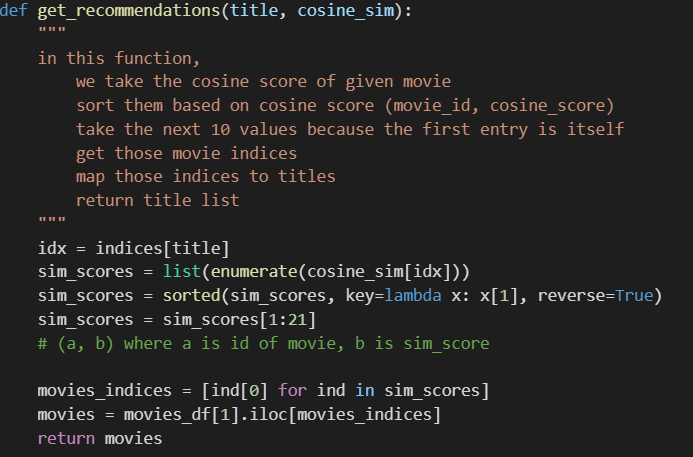 def get_recommendations(title, cosine_sim):
    """
    in this function,
        we take the cosine score of given movie
        sort them based on cosine score (movie_id, cosine_score)
        take the next 10 values because the first entry is itself
        get those movie indices
        map those indices to titles
        return title list
    """
    idx = indices[title]
    sim_scores = list(enumerate(cosine_sim[idx]))
    sim_scores = sorted(sim_scores, key=lambda x: x[1], reverse=True)
    sim_scores = sim_scores[1:21]
    # (a, b) where a is id of movie, b is sim_score

    movies_indices = [ind[0] for ind in sim_scores]
    movies = movies_df[1].iloc[movies_indices]
    return movies